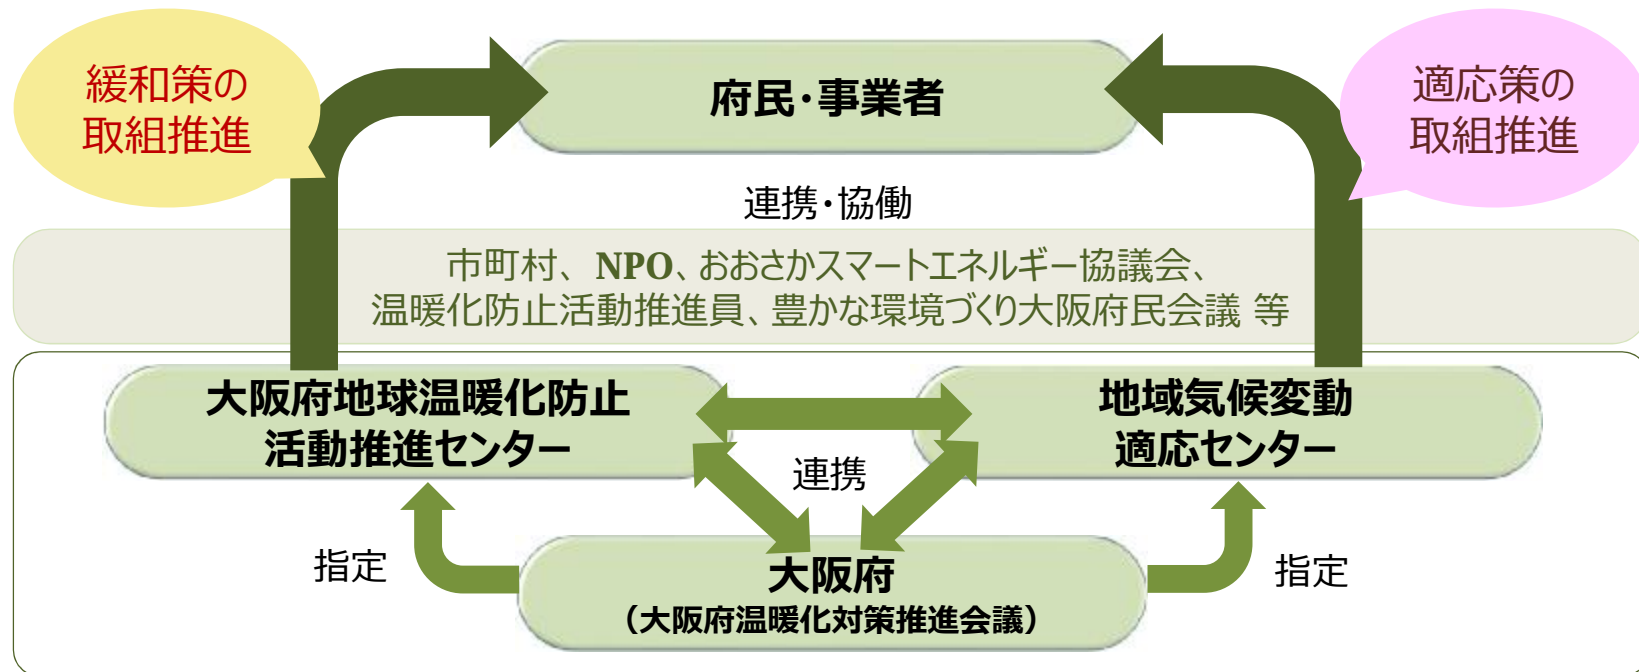 緩和策の
取組推進
府民・事業者
適応策の
取組推進
連携・協働
市町村、NPO、おおさかスマートエネルギー協議会、
温暖化防止活動推進員、豊かな環境づくり大阪府民会議 等
大阪府地球温暖化防止
活動推進センター
地域気候変動
適応センター
連携
指定
指定
大阪府
（大阪府温暖化対策推進会議）